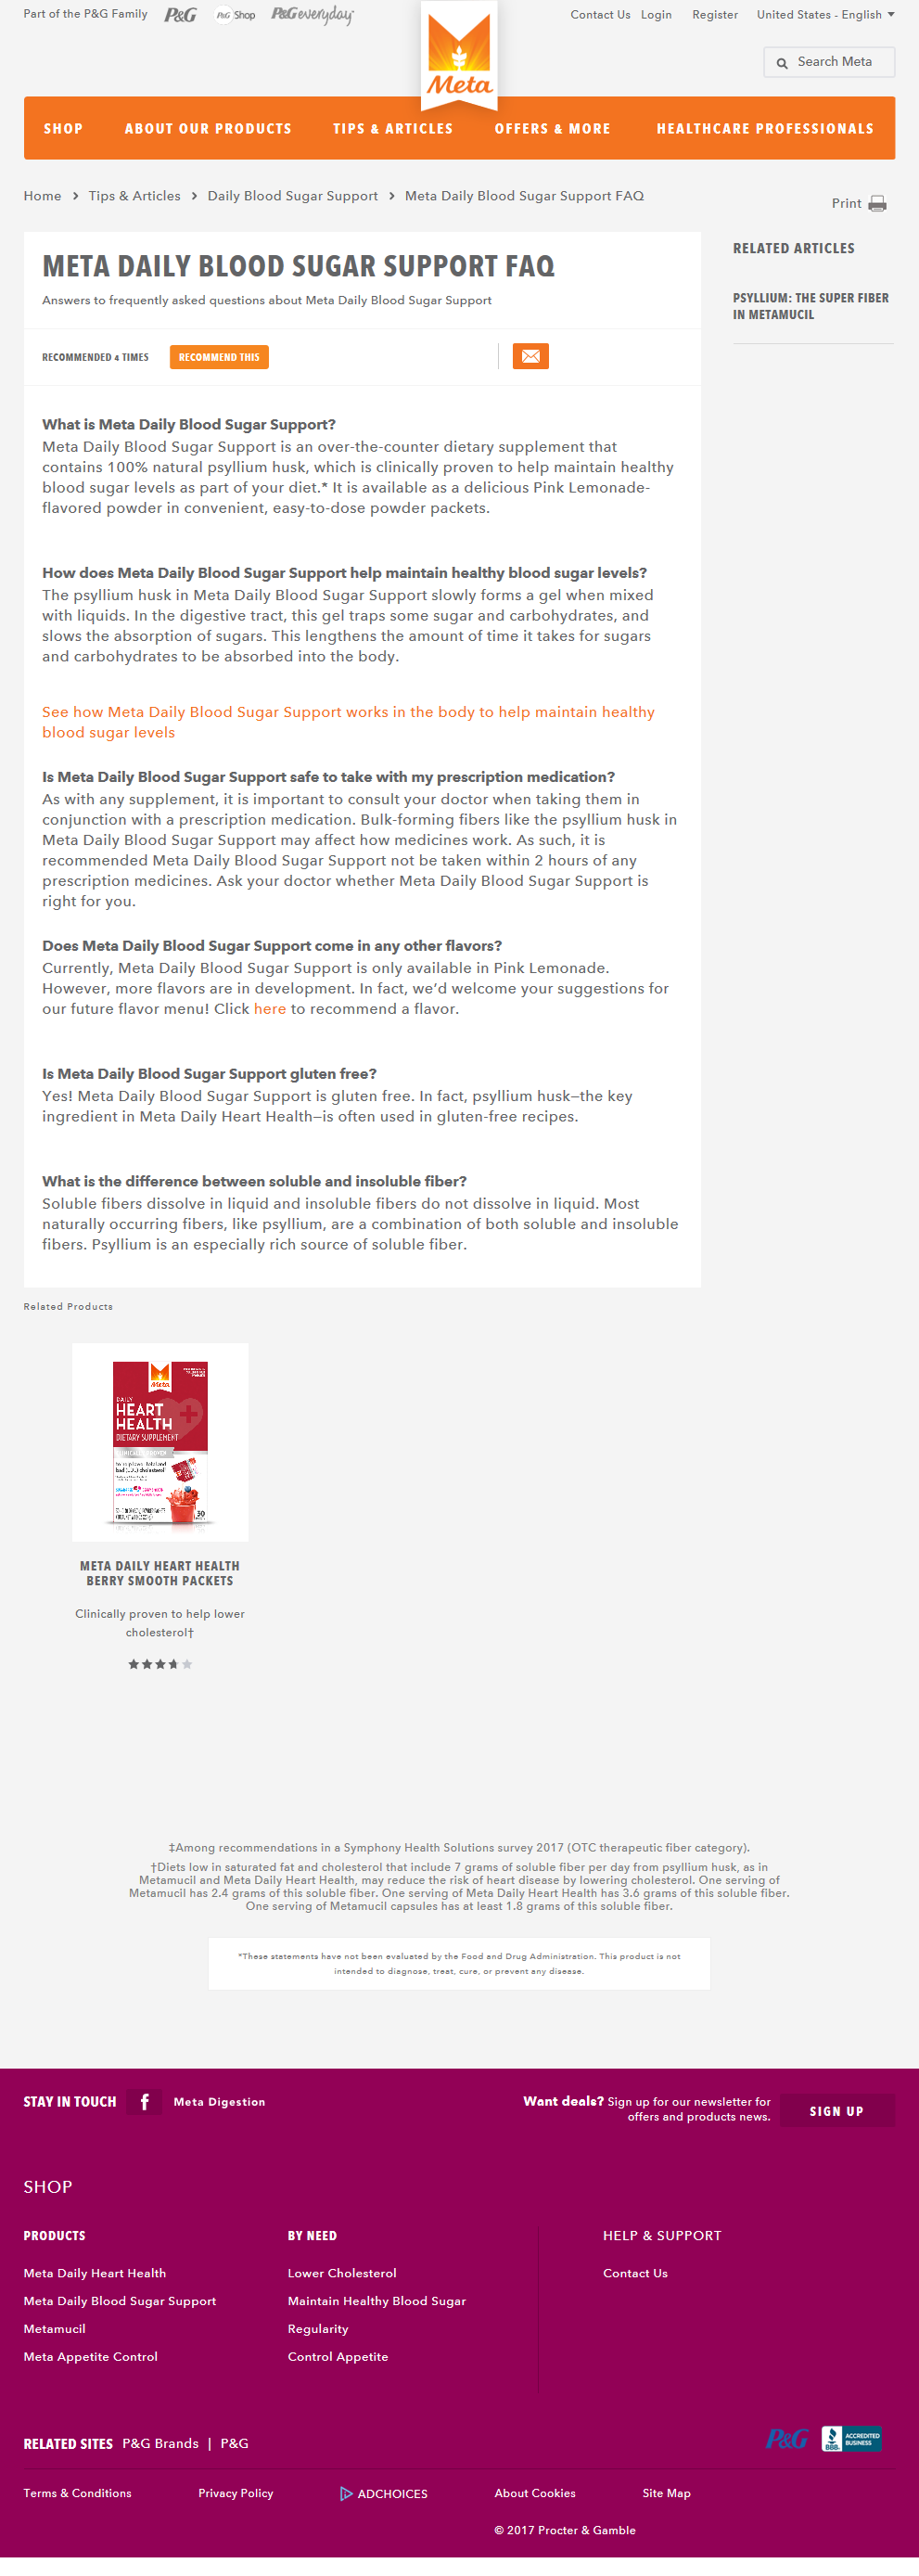 Part of the P&G Family P&G P&G Shop P&G everyday Contact Us Login Register United States - English
Meta
Search Meta
SHOP ABOUT OUR PRODUCTS TIPS & ARTICLES OFFERS & MORE HEALTHCARE PROFESSIONALS
Home > Tips & Articles > Daily Blood Sugar Support > Meta Daily Blood Sugar Support FAQ
Print
META DAILY BLOOD SUGAR SUPPORT FAQ
Answers to frequently asked questions about Meta Daily Blood Sugar Support
RECOMMENDED 4 TIMES RECOMMEND THIS
RELATED ARTICLES
PSYLLIUM: THE SUPER FIBER
IN METAMUCIL
What is Meta Daily Blood Sugar Support?
Meta Daily Blood Sugar Support is an over-the-counter dietary supplement that
contains 100% natural psyllium husk, which is clinically proven to help maintain healthy
blood sugar levels as part of your diet.* It is available as a delicious Pink Lemonade-
flavored powder in convenient, easy-to-dose powder packets.
How does Meta Daily Blood Sugar Support help maintain healthy blood sugar levels?
The psyllium husk in Meta Daily Blood Sugar Support slowly forms a gel when mixed
with liquids. In the digestive tract, this gel traps some sugar and carbohydrates, and
slows the absorption of sugars. This lengthens the amount of time it takes for sugars
and carbohydrates to be absorbed into the body.
See how Meta Daily Blood Sugar Support works in the body to help maintain healthy
blood sugar levels
Is Meta Daily Blood Sugar Support safe to take with my prescription medication?
As with any supplement, it is important to consult your doctor when taking them in
conjunction with a prescription medication. Bulk-forming fibers like the psyllium husk in
Meta Daily Blood Sugar Support may affect how medicines work. As such, it is
recommended Meta Daily Blood Sugar Support not be taken within 2 hours of any
prescription medicines. Ask your doctor whether Meta Daily Blood Sugar Support is
right for you.
Does Meta Daily Blood Sugar Support come in any other flavors?
Currently, Meta Daily Blood Sugar Support is only available in Pink Lemonade.
However, more flavors are in development. In fact, we'd welcome your suggestions for
our future flavor menu! Click here to recommend a flavor.
Is Meta Daily Blood Sugar Support gluten free?
Yes! Meta Daily Blood Sugar Support is gluten free. In fact, psyllium husk—the key
ingredient in Meta Daily Heart Health—is often used in gluten-free recipes.
What is the difference between soluble and insoluble fiber?
Soluble fibers dissolve in liquid and insoluble fibers do not dissolve in liquid. Most
naturally occurring fibers, like psyllium, are a combination of both soluble and insoluble
fibers. Psyllium is an especially rich source of soluble fiber.
Related Products
Meta
DAILY
HEART
HEALTH
DIETARY SUPPLEMENT
30
META DAILY HEART HEALTH
BERRY SMOOTH PACKETS
Clinically proven to help lower
cholesterol†
‡Among recommendations in a Symphony Health Solutions survey 2017 (OTC therapeutic fiber category).
†Diets low in saturated fat and cholesterol that include 7 grams of soluble fiber per day from psyllium husk, as in
Metamucil and Meta Daily Heart Health, may reduce the risk of heart disease by lowering cholesterol. One serving of
Metamucil has 2.4 grams of this soluble fiber. One serving of Meta Daily Heart Health has 3.6 grams of this soluble fiber.
One serving of Metamucil capsules has at least 1.8 grams of this soluble fiber.
*These statements have not been evaluated by the Food and Drug Administration. This product is not
intended to diagnose, treat, cure, or prevent any disease.
STAY IN TOUCH f Meta Digestion
Want deals? Sign up for our newsletter for
offers and products news.
SIGN UP
SHOP
PRODUCTS
Meta Daily Heart Health
Meta Daily Blood Sugar Support
Metamucil
Meta Appetite Control
BY NEED
Lower Cholesterol
Maintain Healthy Blood Sugar
Regularity
Control Appetite
HELP & SUPPORT
Contact Us
RELATED SITES P&G Brands | P&G
P&G BBB ACCREDITED
BUSINESS
Terms & Conditions Privacy Policy ADCHOICES About Cookies Site Map
© 2017 Procter & Gamble